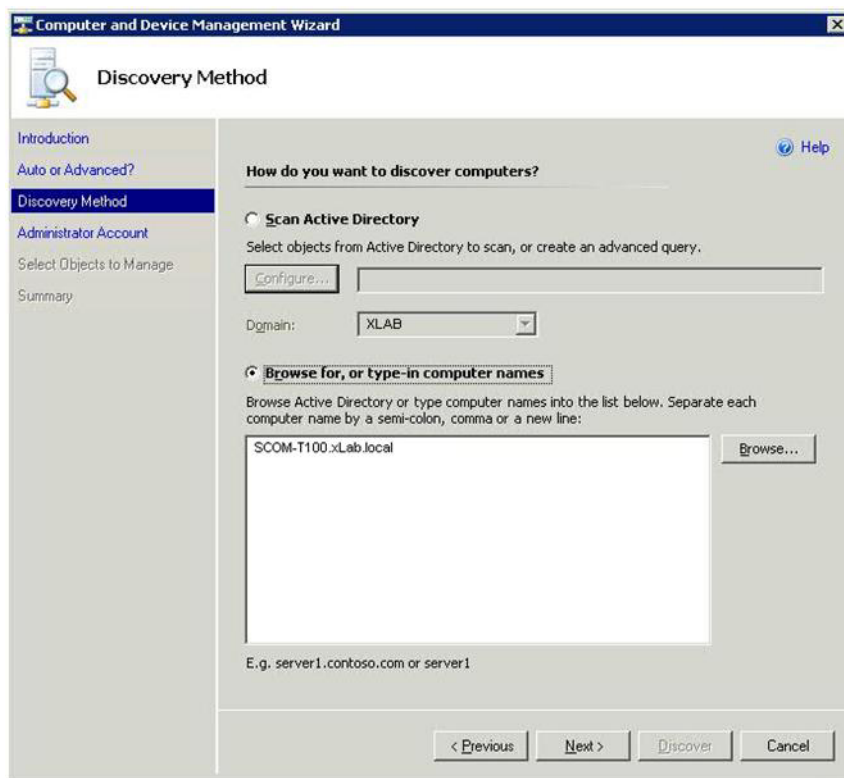 Computer and Device Management Wizard
Discovery Method
Introduction
Auto or Advanced?
Discovery Method
Administrator Account
Select Objects to Manage
Summary
Help
How do you want to discover computers?
Scan Active Directory
Select objects from Active Directory to scan, or create an advanced query.
Configure...
Domain:
XLAB
Browse for, or type-in computer names
Browse Active Directory or type computer names into the list below. Separate each
computer name by a semi-colon, comma or a new line:
SCOM-T100.xLab.local
Browse...
E.g. server1.contoso.com or server1
< Previous
Next >
Discover
Cancel